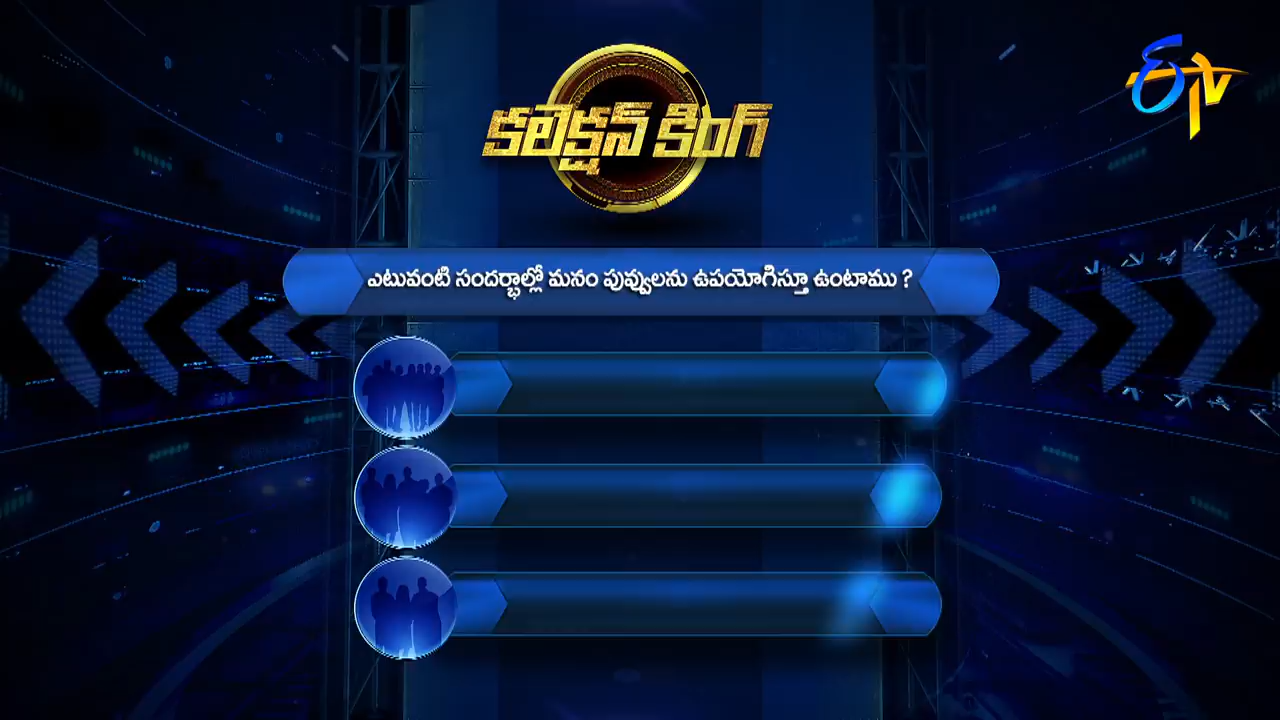 ETV
కలెక్షన్ కింగ్
ఎటువంటి సందర్భాల్లో మనం పువ్వులను ఉపయోగిస్తూ ఉంటాము ?